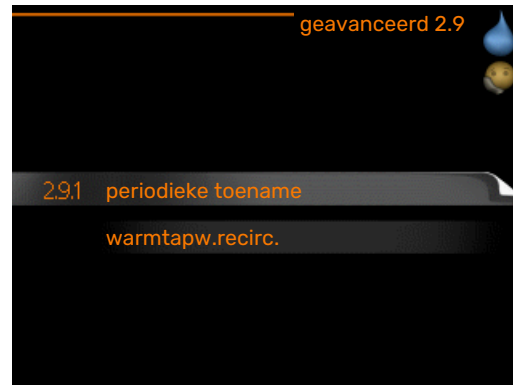 geavanceerd 2.9
2.9.1 periodieke toename
warmtapw.recirc.